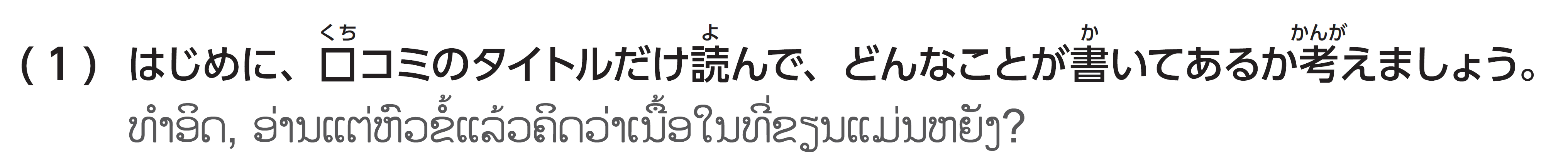 (1) はじめに、口コミのタイトルだけ読んで、どんなことが書いてあるか考えましょう。
ທຳອິດ, ອ່ານແຕ່ຫົວຂໍ້ແລ້ວຄິດວ່າເນື້ອໃນທີ່ຂຽນແມ່ນຫຍັງ?